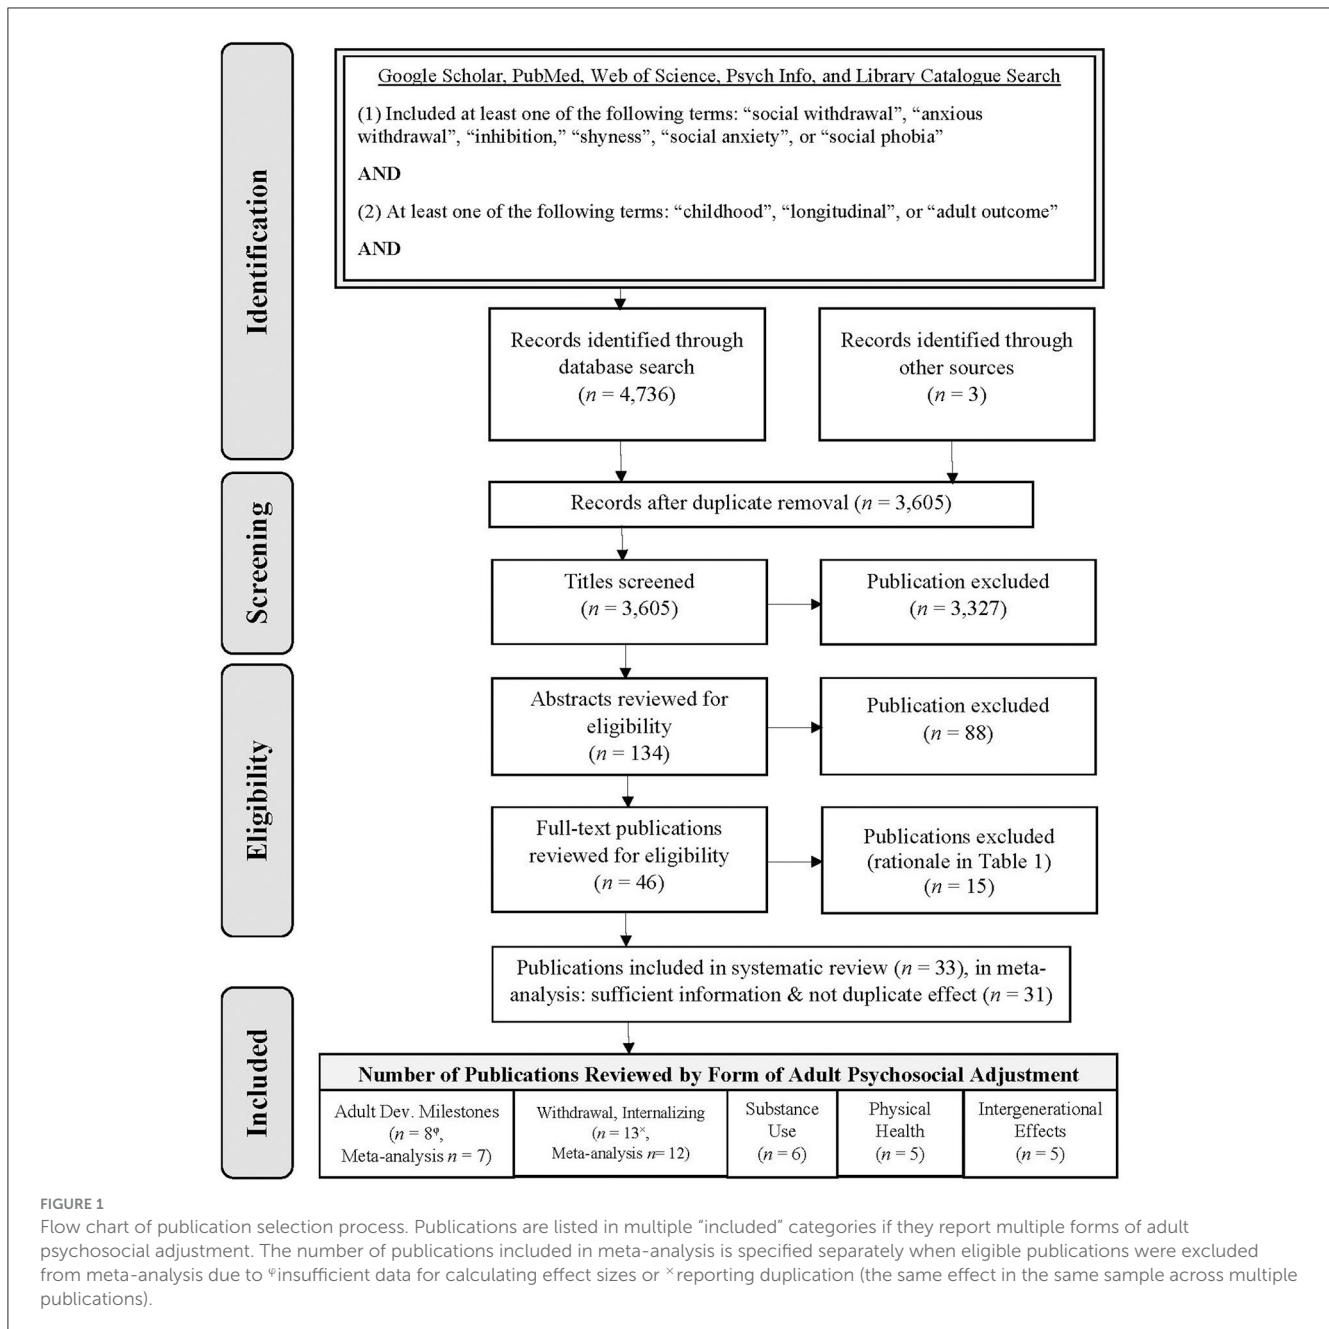 Identification
Google Scholar, PubMed, Web of Science, Psych Info, and Library Catalogue Search
(1) Included at least one of the following terms: “social withdrawal”, “anxious
withdrawal”, “inhibition,” “shyness”, “social anxiety”, or “social phobia”
AND
(2) At least one of the following terms: “childhood”, “longitudinal”, or “adult outcome”
AND
Records identified through
database search
(n = 4,736)
Records identified through
other sources
(n = 3)
Screening
Records after duplicate removal (n = 3,605)
Titles screened
(n = 3,605)
Publication excluded
(n = 3,327)
Eligibility
Abstracts reviewed for
eligibility
(n = 134)
Publication excluded
(n = 88)
Full-text publications
reviewed for eligibility
(n = 46)
Publications excluded
(rationale in Table 1)
(n = 15)
Included
Publications included in systematic review (n = 33), in meta-
analysis: sufficient information & not duplicate effect (n = 31)
Number of Publications Reviewed by Form of Adult Psychosocial Adjustment
Adult Dev. Milestones
(n = 8ᵠ,
Meta-analysis n = 7)
Withdrawal, Internalizing
(n = 13ˣ,
Meta-analysis n= 12)
Substance
Use
(n = 6)
Physical
Health
(n = 5)
Intergenerational
Effects
(n = 5)
FIGURE 1
Flow chart of publication selection process. Publications are listed in multiple “included” categories if they report multiple forms of adult
psychosocial adjustment. The number of publications included in meta-analysis is specified separately when eligible publications were excluded
from meta-analysis due to ᵠinsufficient data for calculating effect sizes or ˣreporting duplication (the same effect in the same sample across multiple
publications).